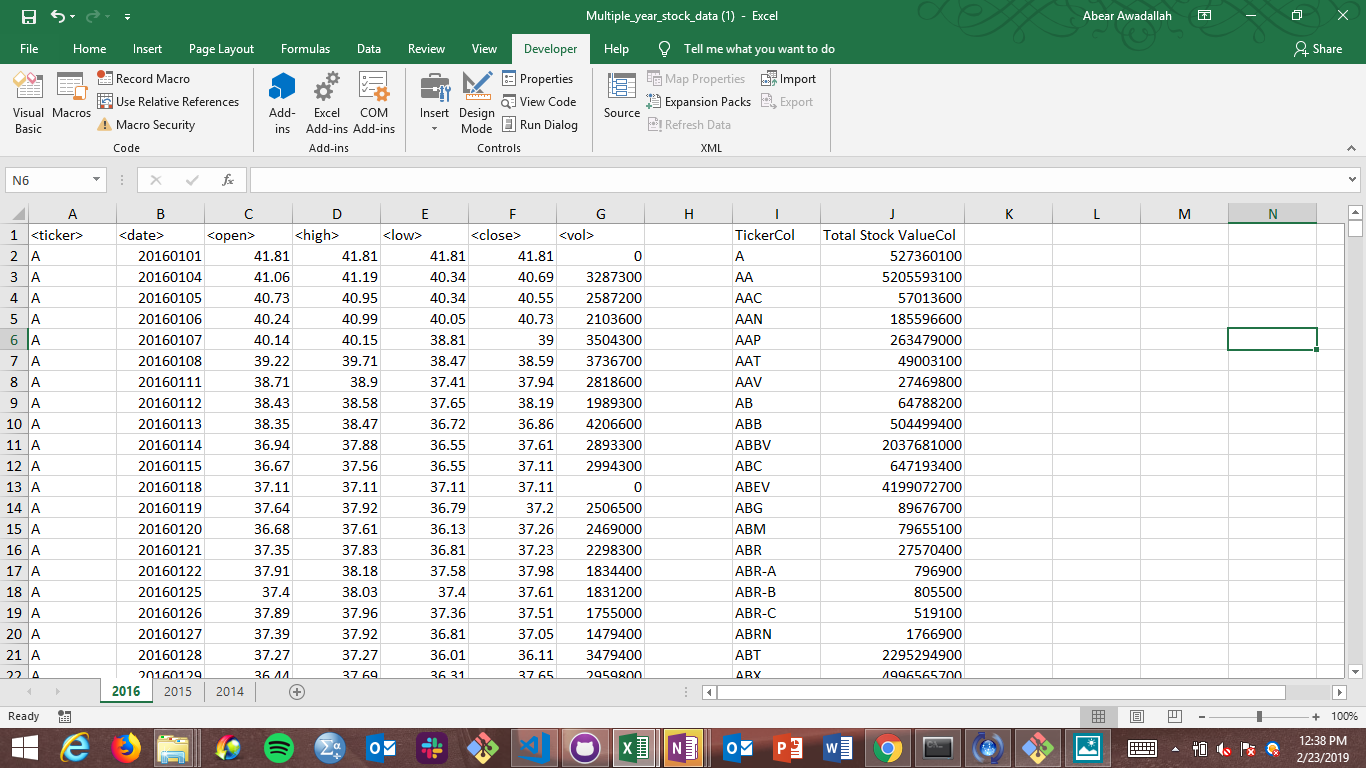 Multiple_year_stock_data (1) - Excel Abear Awadallah
File Home Insert Page Layout Formulas Data Review View Developer Help Tell me what you want to do Share
Visual Basic Macros Record Macro Use Relative References Macro Security
Add-ins Excel Add-ins COM Add-ins
Insert Design Mode Properties View Code Run Dialog
Source Map Properties Expansion Packs Refresh Data Import Export
Code Add-ins Controls XML
N6 fx
A B C D E F G H I J K L M N
1 <ticker> <date> <open> <high> <low> <close> <vol> TickerCol Total Stock ValueCol
2 A 20160101 41.81 41.81 41.81 41.81 0 A 527360100
3 A 20160104 41.06 41.19 40.34 40.69 3287300 AA 5205593100
4 A 20160105 40.73 40.95 40.34 40.55 2587200 AAC 57013600
5 A 20160106 40.24 40.99 40.05 40.73 2103600 AAN 185596600
6 A 20160107 40.14 40.15 38.81 39 3504300 AAP 263479000
7 A 20160108 39.22 39.71 38.47 38.59 3736700 AAT 49003100
8 A 20160111 38.71 38.9 37.41 37.94 2818600 AAV 27469800
9 A 20160112 38.43 38.58 37.65 38.19 1989300 AB 64788200
10 A 20160113 38.35 38.47 36.72 36.86 4206600 ABB 504499400
11 A 20160114 36.94 37.88 36.55 37.61 2893300 ABBV 2037681000
12 A 20160115 36.67 37.56 36.55 37.11 2994300 ABC 647193400
13 A 20160118 37.11 37.11 37.11 37.11 0 ABEV 4199072700
14 A 20160119 37.64 37.92 36.79 37.2 2506500 ABG 89676700
15 A 20160120 36.68 37.61 36.13 37.26 2469000 ABM 79655100
16 A 20160121 37.35 37.83 36.81 37.23 2298300 ABR 27570400
17 A 20160122 37.91 38.18 37.58 37.98 1834400 ABR-A 796900
18 A 20160125 37.4 38.03 37.4 37.61 1831200 ABR-B 805500
19 A 20160126 37.89 37.96 37.36 37.51 1755000 ABR-C 519100
20 A 20160127 37.39 37.92 36.81 37.05 1479400 ABRN 1766900
21 A 20160128 37.27 37.27 36.01 36.11 3479400 ABT 2295294900
22 A 20160129 36.44 37.69 36.31 37.65 2959800 ABX 4996565700
2016 2015 2014
Ready 100%
12:38 PM
2/23/2019